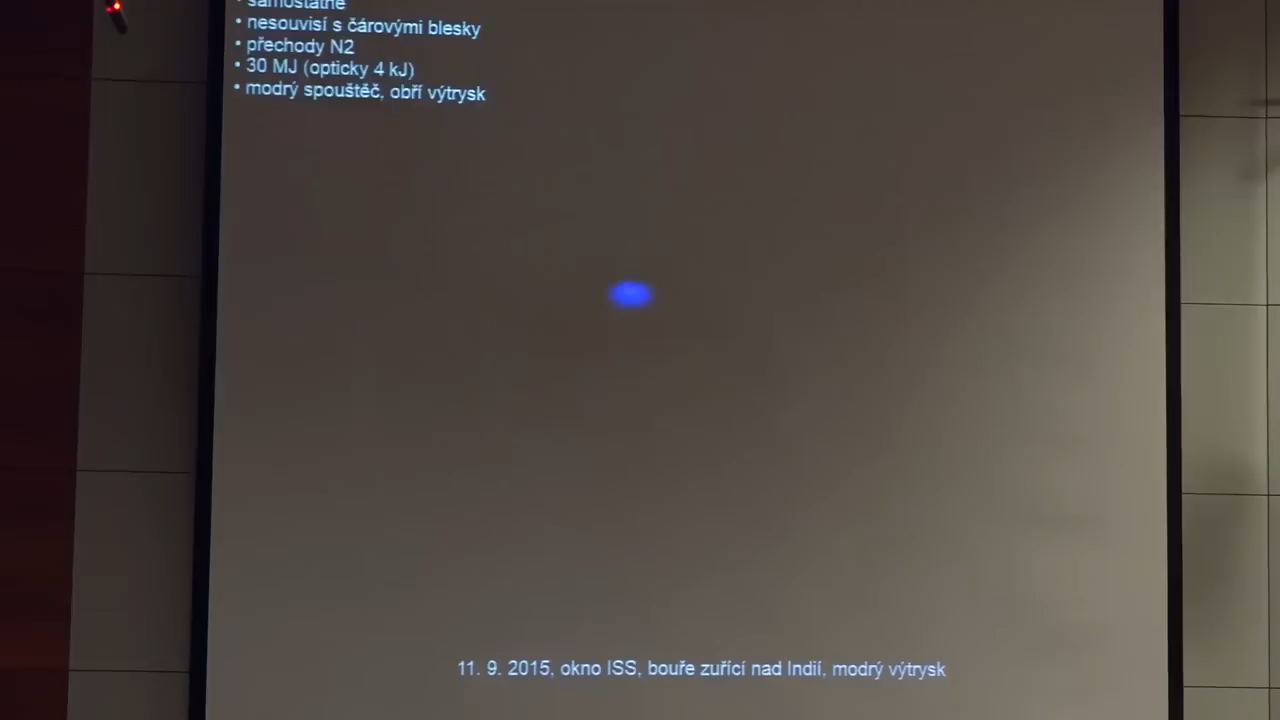 • samostatně
• nesouvisí s čárovými blesky
• přechody N2
• 30 MJ (opticky 4 kJ)
• modrý spouštěč, obří výtrysk
11. 9. 2015, okno ISS, bouře zuřící nad Indií, modrý výtrysk